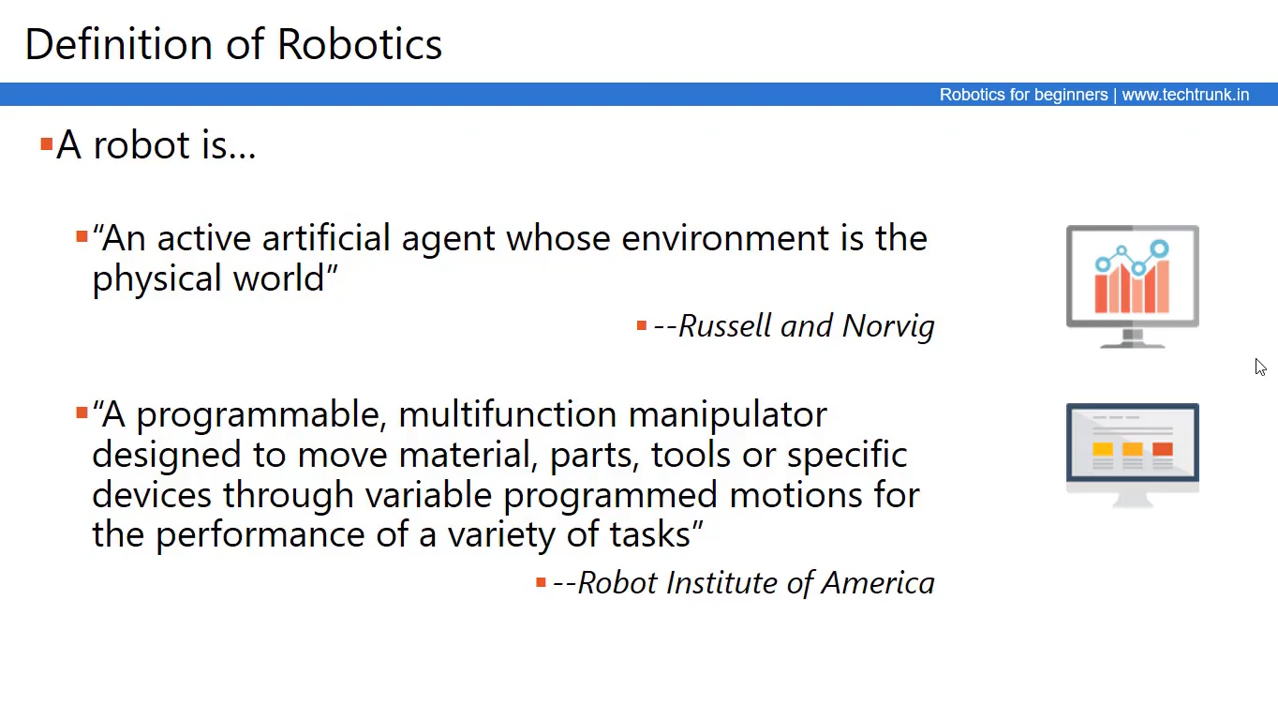 Definition of Robotics
Robotics for beginners | www.techtrunk.in
A robot is...
“An active artificial agent whose environment is the
physical world”
--Russell and Norvig
“A programmable, multifunction manipulator
designed to move material, parts, tools or specific
devices through variable programmed motions for
the performance of a variety of tasks”
--Robot Institute of America